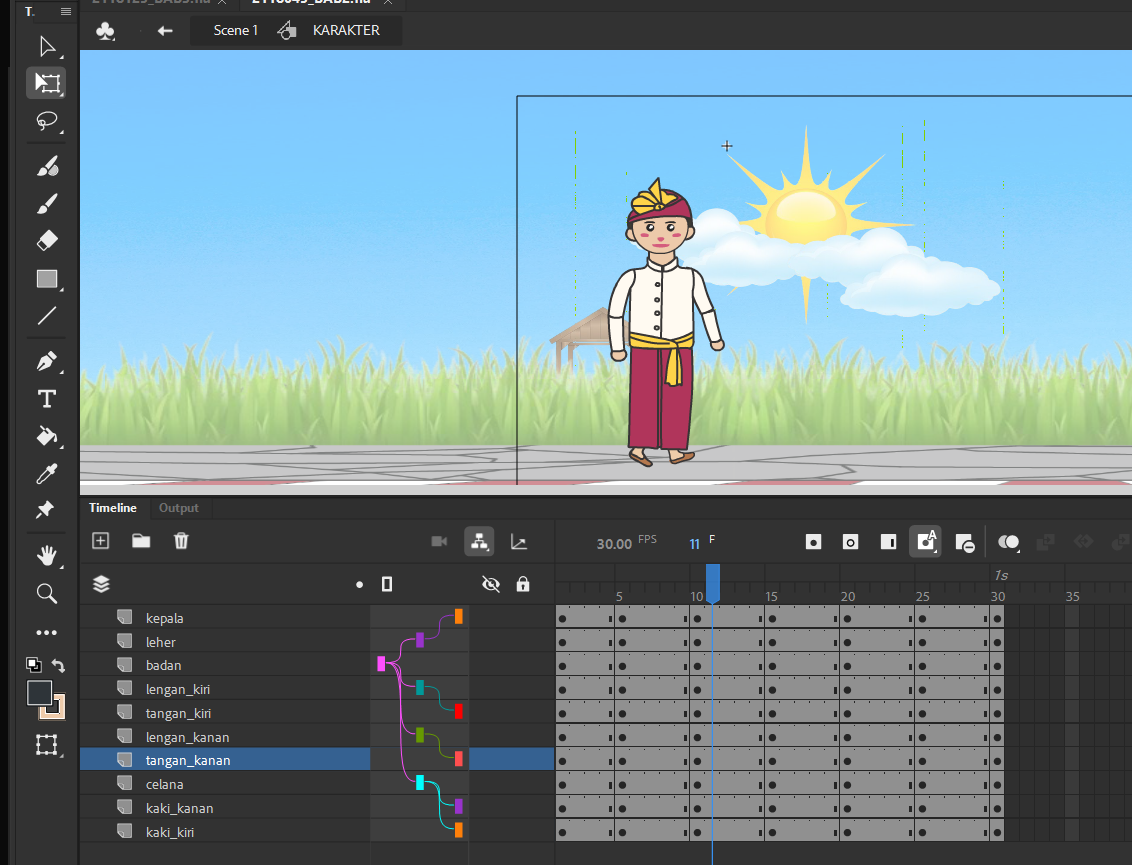 Scene 1 KARAKTER
Timeline Output
30.00 FPS 11 F
1s
5 10 15 20 25 30 35
kepala
leher
badan
lengan_kiri
tangan_kiri
lengan_kanan
tangan_kanan
celana
kaki_kanan
kaki_kiri